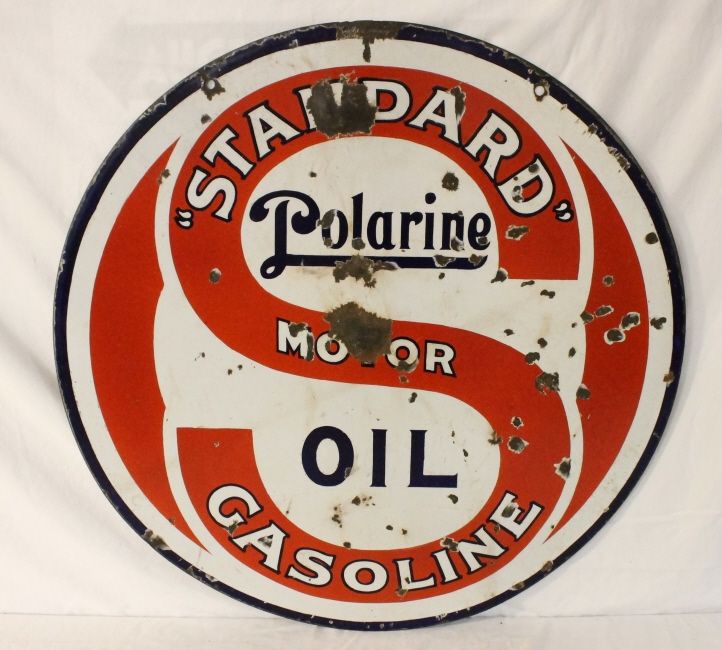 "STANDARD"
Polarine
MOTOR
OIL
GASOLINE